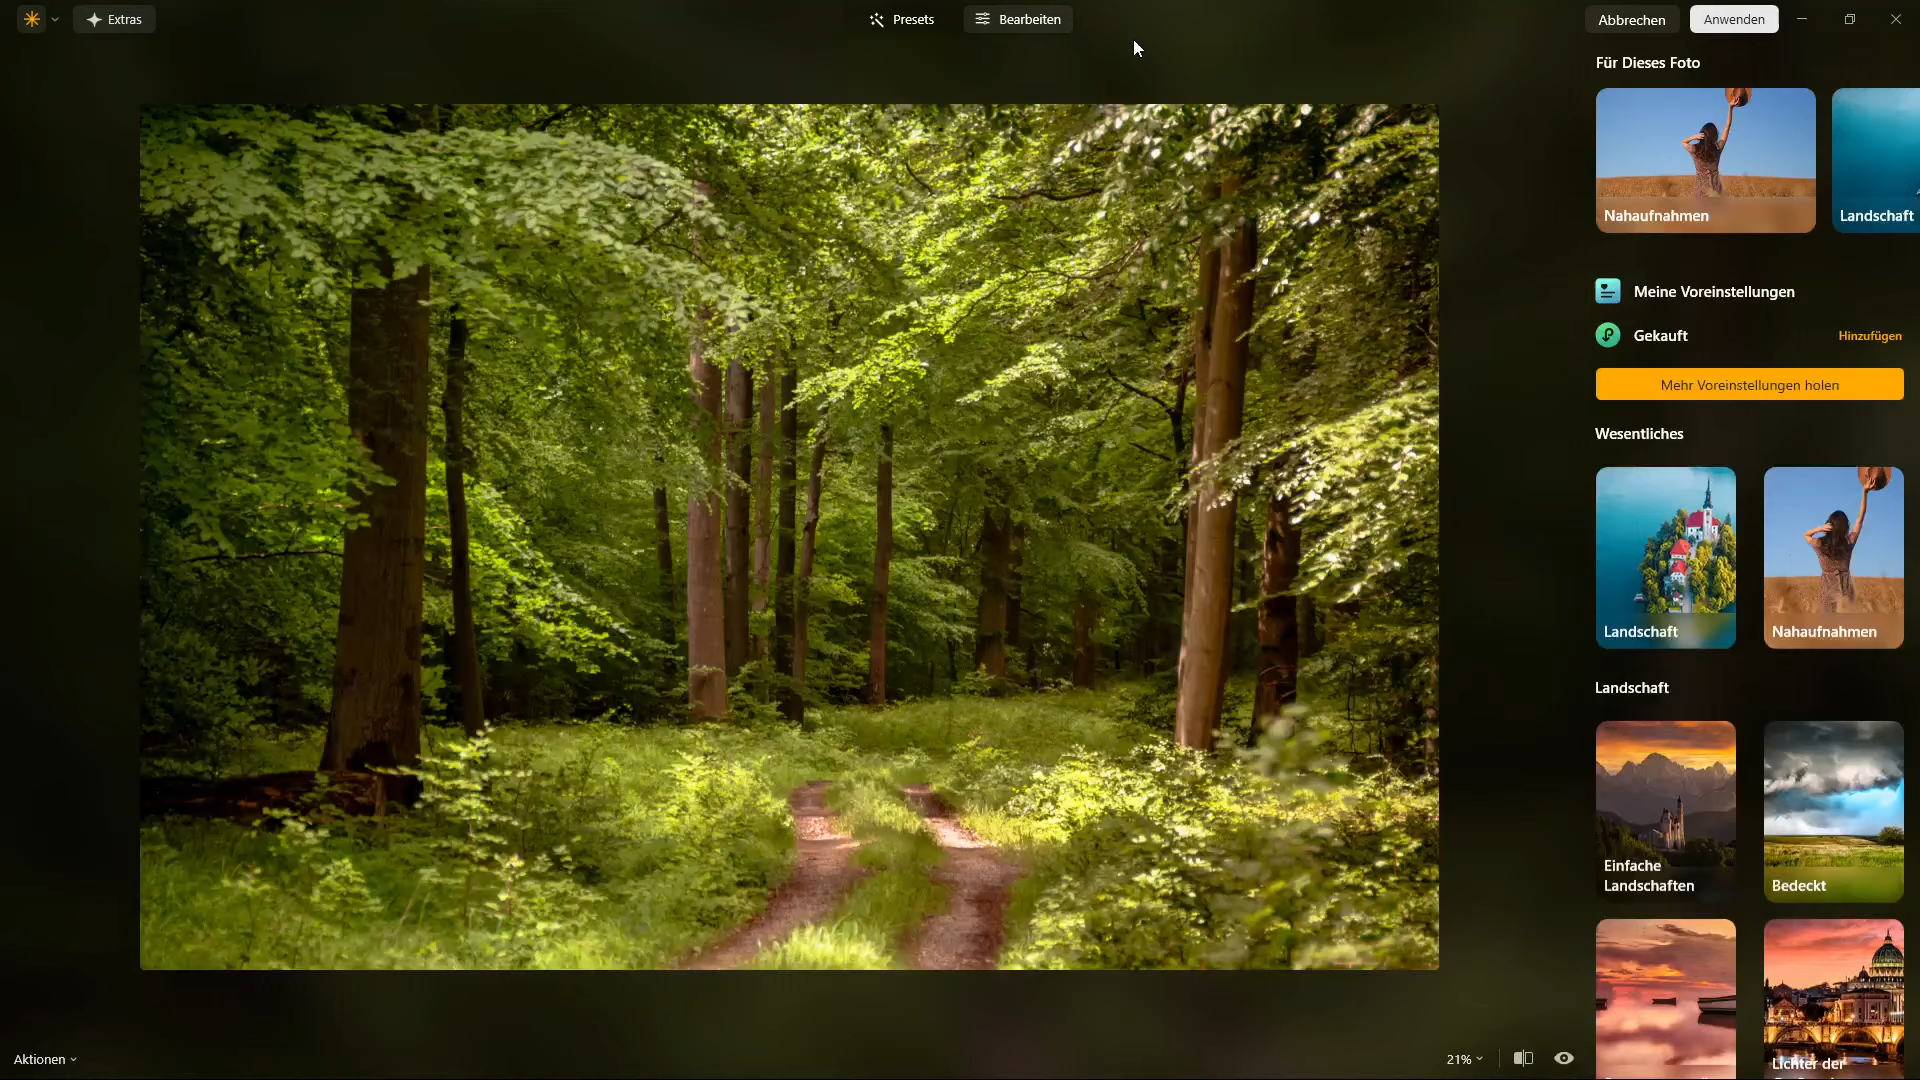 Extras
Presets
Bearbeiten
Abbrechen
Anwenden
Für Dieses Foto
Nahaufnahmen
Landschaft
Meine Voreinstellungen
Gekauft
Hinzufügen
Mehr Voreinstellungen holen
Wesentliches
Landschaft
Nahaufnahmen
Landschaft
Einfache
Landschaften
Bedeckt
Lichter der
Aktionen
21%